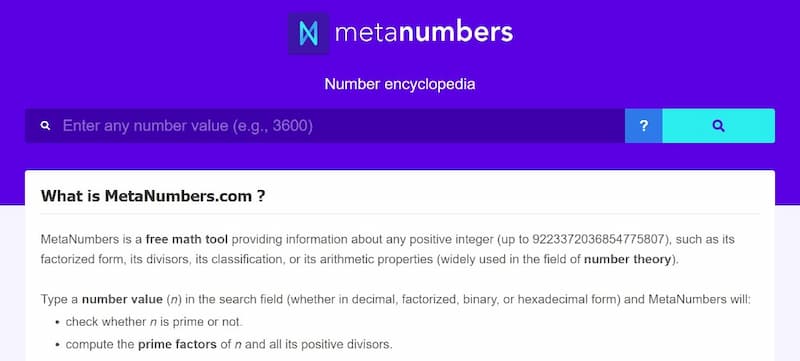 metanumbers
Number encyclopedia
Enter any number value (e.g., 3600)
?
What is MetaNumbers.com ?
MetaNumbers is a free math tool providing information about any positive integer (up to 9223372036854775807), such as its
factorized form, its divisors, its classification, or its arithmetic properties (widely used in the field of number theory).
Type a number value (n) in the search field (whether in decimal, factorized, binary, or hexadecimal form) and MetaNumbers will:
• check whether n is prime or not.
• compute the prime factors of n and all its positive divisors.